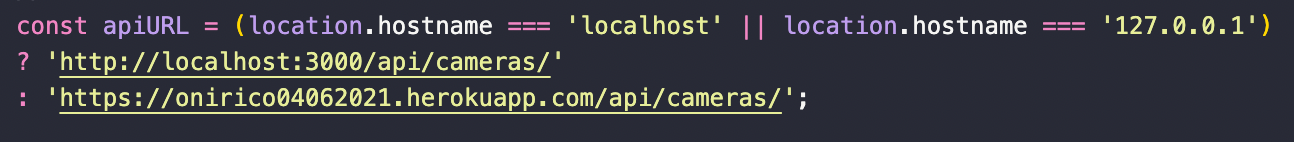 const apiURL = (location.hostname === 'localhost' || location.hostname === '127.0.0.1')
? 'http://localhost:3000/api/cameras/'
: 'https://onirico04062021.herokuapp.com/api/cameras/';